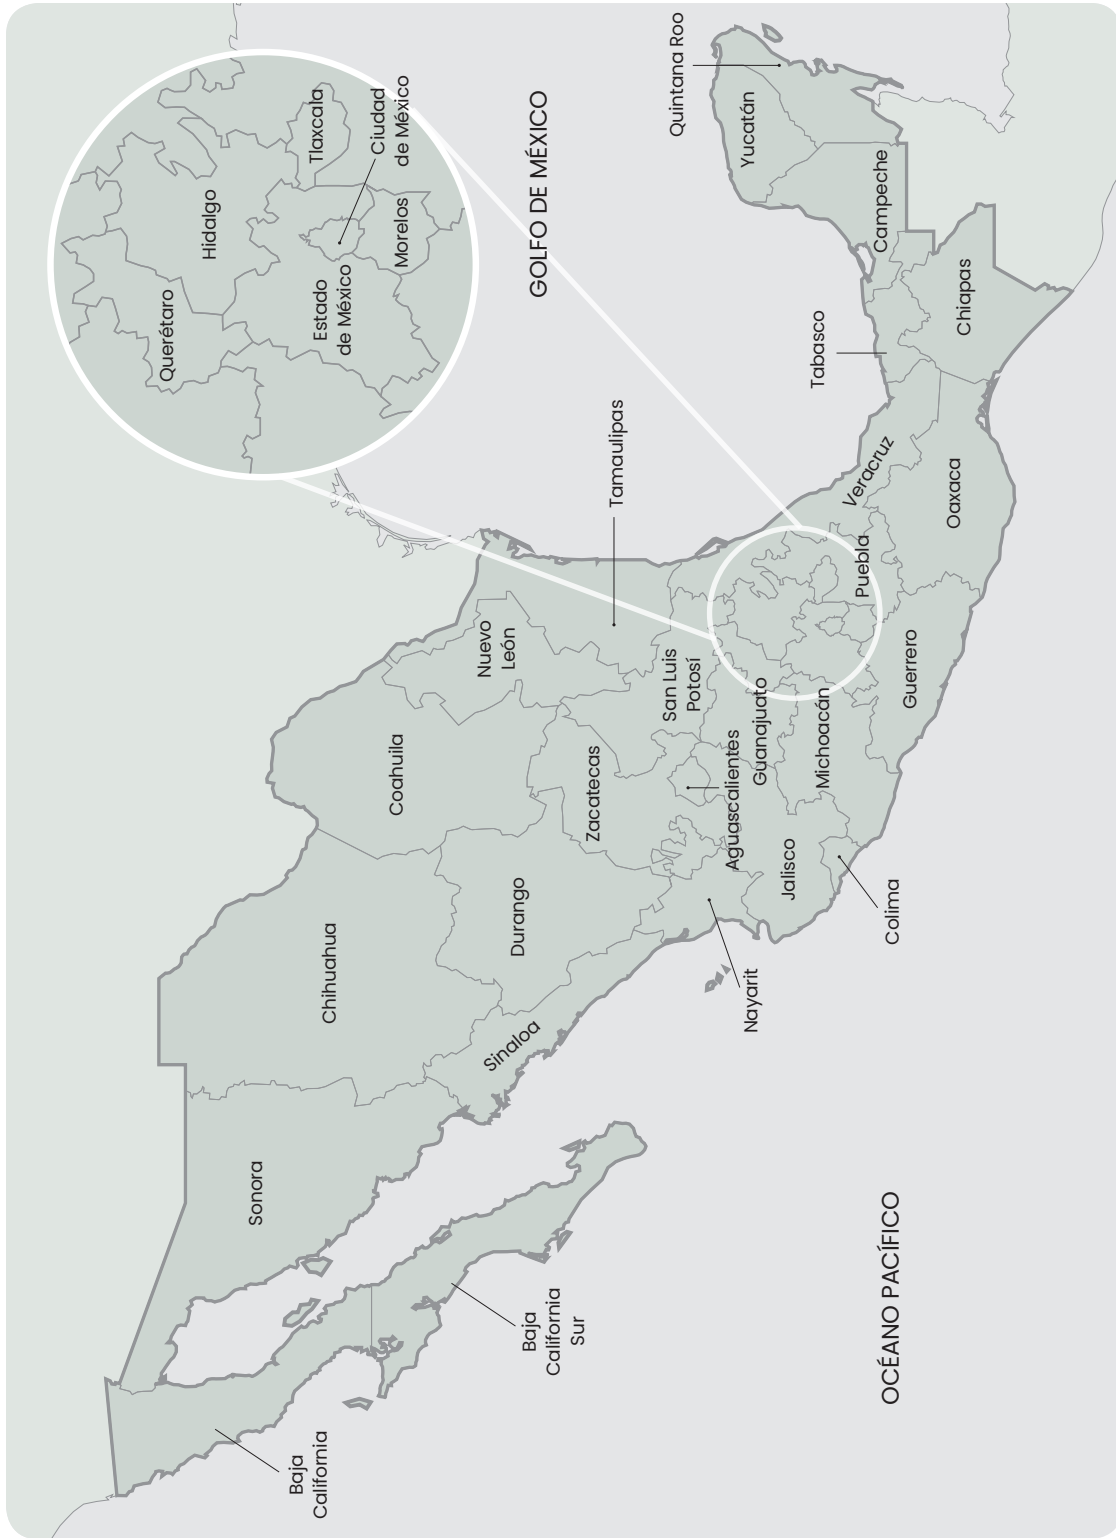 Baja
California
Baja
California
Sur
Sonora
Chihuahua
Sinaloa
Durango
Coahuila
Nuevo
León
Tamaulipas
Zacatecas
San Luis
Potosí
Nayarit
Aguascalientes
Jalisco
Colima
Guanajuato
Michoacán
Guerrero
Puebla
Veracruz
Oaxaca
Tabasco
Chiapas
Campeche
Yucatán
Quintana Roo
Querétaro
Hidalgo
Estado
de México
Tlaxcala
Ciudad
de México
Morelos
GOLFO DE MÉXICO
OCÉANO PACÍFICO